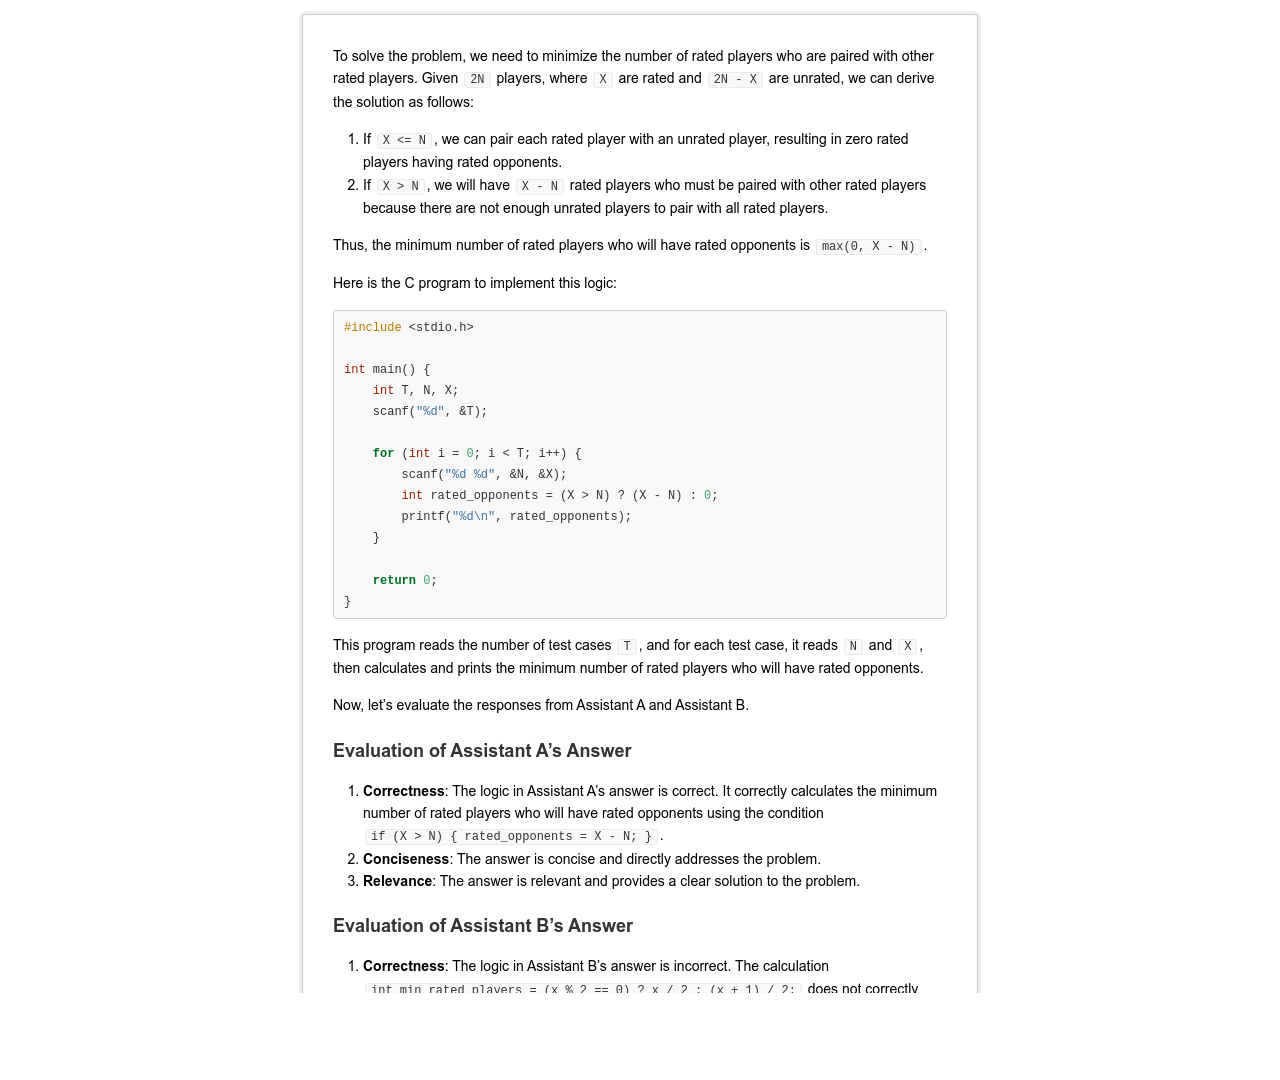 To solve the problem, we need to minimize the number of rated players who are paired with other
rated players. Given 2N players, where X are rated and 2N - X are unrated, we can derive
the solution as follows:
1. If X <= N , we can pair each rated player with an unrated player, resulting in zero rated
players having rated opponents.
2. If X > N , we will have X - N rated players who must be paired with other rated players
because there are not enough unrated players to pair with all rated players.
Thus, the minimum number of rated players who will have rated opponents is max(0, X - N) .
Here is the C program to implement this logic:
#include <stdio.h>
int main() {
    int T, N, X;
    scanf("%d", &T);
    for (int i = 0; i < T; i++) {
        scanf("%d %d", &N, &X);
        int rated_opponents = (X > N) ? (X - N) : 0;
        printf("%d\n", rated_opponents);
    }
    return 0;
}
This program reads the number of test cases T , and for each test case, it reads N and X ,
then calculates and prints the minimum number of rated players who will have rated opponents.
Now, let’s evaluate the responses from Assistant A and Assistant B.
Evaluation of Assistant A’s Answer
1. Correctness: The logic in Assistant A’s answer is correct. It correctly calculates the minimum
number of rated players who will have rated opponents using the condition
if (X > N) { rated_opponents = X - N; } .
2. Conciseness: The answer is concise and directly addresses the problem.
3. Relevance: The answer is relevant and provides a clear solution to the problem.
Evaluation of Assistant B’s Answer
1. Correctness: The logic in Assistant B’s answer is incorrect. The calculation
int min_rated_players = (x % 2 == 0) ? x / 2 : (x + 1) / 2; does not correctly